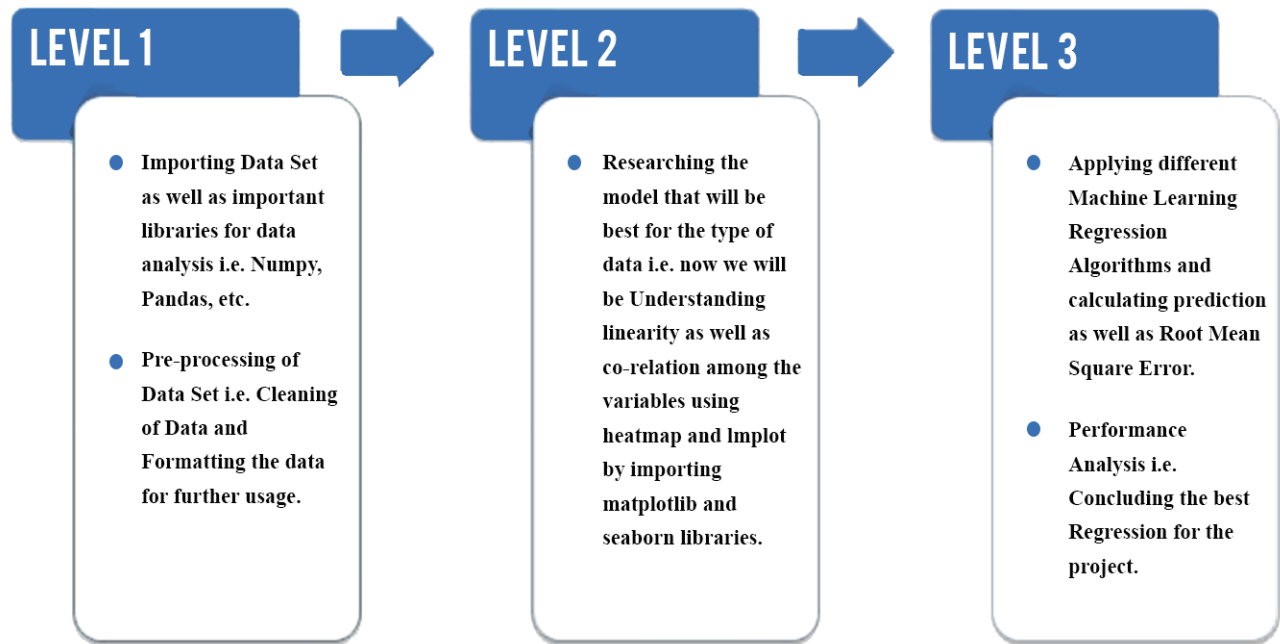 LEVEL 1
Importing Data Set
as well as important
libraries for data
analysis i.e. Numpy,
Pandas, etc.
Pre-processing of
Data Set i.e. Cleaning
of Data and
Formatting the data
for further usage.
LEVEL 2
Researching the
model that will be
best for the type of
data i.e. now we will
be Understanding
linearity as well as
co-relation among the
variables using
heatmap and lmplot
by importing
matplotlib and
seaborn libraries.
LEVEL 3
Applying different
Machine Learning
Regression
Algorithms and
calculating prediction
as well as Root Mean
Square Error.
Performance
Analysis i.e.
Concluding the best
Regression for the
project.